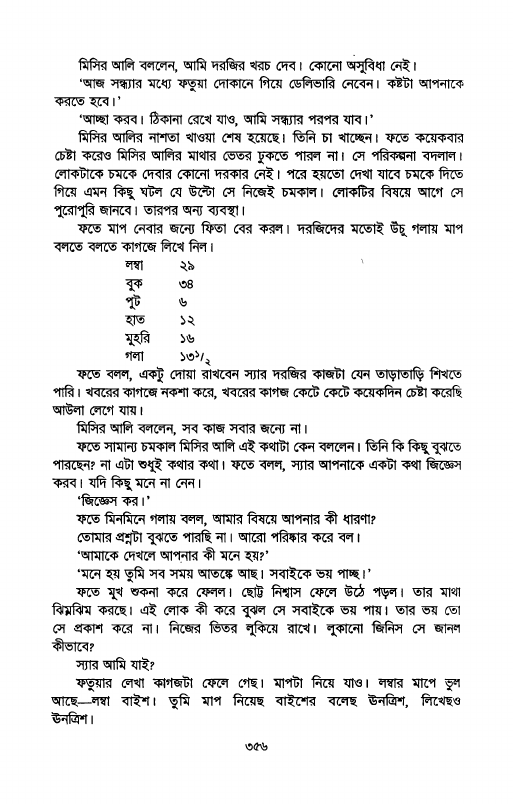 মিসির আলি বললেন, আমি দরজির খরচ দেব। কোনো অসুবিধা নেই।
‘আজ সন্ধ্যার মধ্যে ফতুয়া দোকানে গিয়ে ডেলিভারি নেবেন। কষ্টটা আপনাকে
করতে হবে।’
‘আচ্ছা করব। ঠিকানা রেখে যাও, আমি সন্ধ্যার পরপর যাব।’
মিসির আলির নাশতা খাওয়া শেষ হয়েছে। তিনি চা খাচ্ছেন। ফতে কয়েকবার
চেষ্টা করেও মিসির আলির মাথার ভেতর ঢুকতে পারল না। সে পরিকল্পনা বদলাল।
লোকটাকে চমকে দেবার কোনো দরকার নেই। পরে হয়তো দেখা যাবে চমকে দিতে
গিয়ে এমন কিছু ঘটল যে উল্টো সে নিজেই চমকাল। লোকটির বিষয়ে আগে সে
পুরোপুরি জানবে। তারপর অন্য ব্যবস্থা।
ফতে মাপ নেবার জন্যে ফিতা বের করল। দরজিদের মতোই উঁচু গলায় মাপ
বলতে বলতে কাগজে লিখে নিল।
লম্বা ২৯
বুক ৩৪
পুট ৬
হাত ১২
মুহরি ১৬
গলা ১৩১/২
ফতে বলল, একটু দোয়া রাখবেন স্যার দরজির কাজটা যেন তাড়াতাড়ি শিখতে
পারি। খবরের কাগজে নকশা করে, খবরের কাগজ কেটে কেটে কয়েকদিন চেষ্টা করেছি
আউলা লেগে যায়।
মিসির আলি বললেন, সব কাজ সবার জন্যে না।
ফতে সামান্য চমকাল মিসির আলি এই কথাটা কেন বললেন। তিনি কি কিছু বুঝতে
পারছেন? না এটা শুধুই কথার কথা। ফতে বলল, স্যার আপনাকে একটা কথা জিজ্ঞেস
করব। যদি কিছু মনে না নেন।
‘জিজ্ঞেস কর।’
ফতে মিনমিনে গলায় বলল, আমার বিষয়ে আপনার কী ধারণা?
তোমার প্রশ্নটা বুঝতে পারছি না। আরো পরিষ্কার করে বল।
‘আমাকে দেখলে আপনার কী মনে হয়?’
‘মনে হয় তুমি সব সময় আতঙ্কে আছ। সবাইকে ভয় পাচ্ছ।’
ফতে মুখ শুকনা করে ফেলল। ছোট্ট নিশ্বাস ফেলে উঠে পড়ল। তার মাথা
ঝিমঝিম করছে। এই লোক কী করে বুঝল সে সবাইকে ভয় পায়। তার ভয় তো
সে প্রকাশ করে না। নিজের ভিতর লুকিয়ে রাখে। লুকানো জিনিস সে জানল
কীভাবে?
স্যার আমি যাই?
ফতুয়ার লেখা কাগজটা ফেলে গেছ। মাপটা নিয়ে যাও। লম্বার মাপে ভুল
আছে—লম্বা বাইশ। তুমি মাপ নিয়েছ বাইশের বলেছ ঊনত্রিশ, লিখেছও
ঊনত্রিশ।
৩৫৬